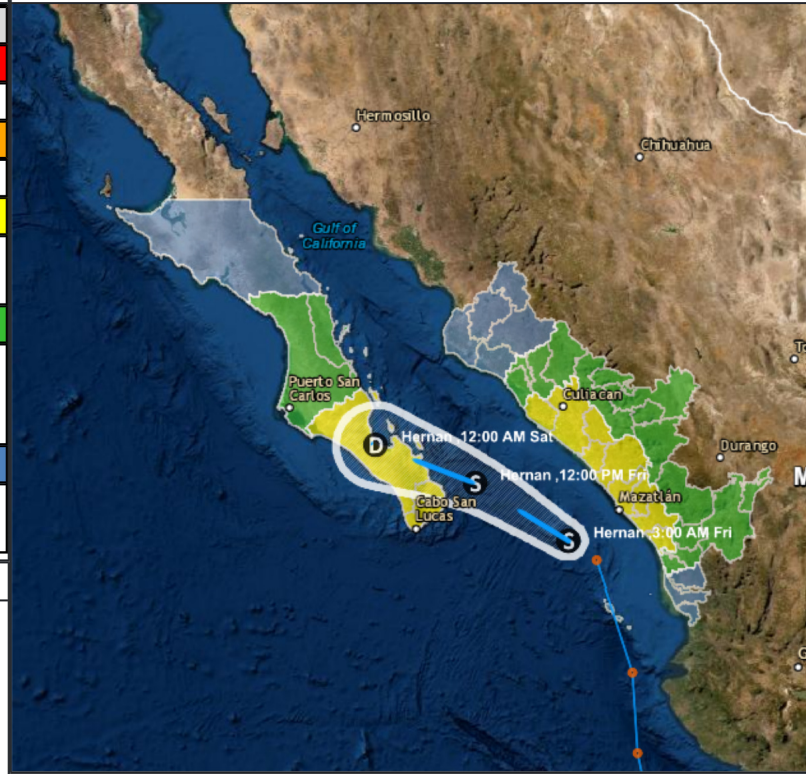 Hermosillo
Chihuahua
Gulf of
California
Puerto San
Carlos
Culiacan
D
Hernan ,12:00 AM Sat
Durango
S
Hernan ,12:00 PM Fri
Cabo San
Lucas
Mazatlán
S
Hernan ,3:00 AM Fri
M